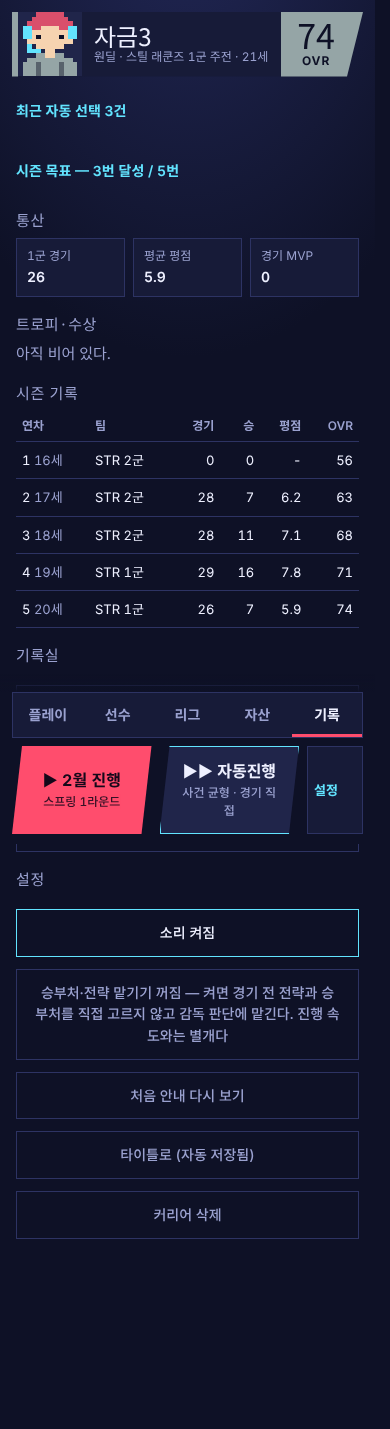 자금3
원딜 · 스틸 래쿤즈 1군 주전 · 21세
74
OVR
최근 자동 선택 3건
시즌 목표 — 3번 달성 / 5번
통산
1군 경기
26
평균 평점
5.9
경기 MVP
0
트로피·수상
아직 비어 있다.
시즌 기록
연차 팀 경기 승 평점 OVR
1 16세 STR 2군 0 0 - 56
2 17세 STR 2군 28 7 6.2 63
3 18세 STR 2군 28 11 7.1 68
4 19세 STR 1군 29 16 7.8 71
5 20세 STR 1군 26 7 5.9 74
기록실
플레이 선수 리그 자산 기록
▶ 2월 진행
스프링 1라운드
▶▶ 자동진행
사건 균형 · 경기 직
접
설정
설정
소리 켜짐
승부처·전략 맡기기 꺼짐 — 켜면 경기 전 전략과 승
부처를 직접 고르지 않고 감독 판단에 맡긴다. 진행 속
도와는 별개다
처음 안내 다시 보기
타이틀로 (자동 저장됨)
커리어 삭제